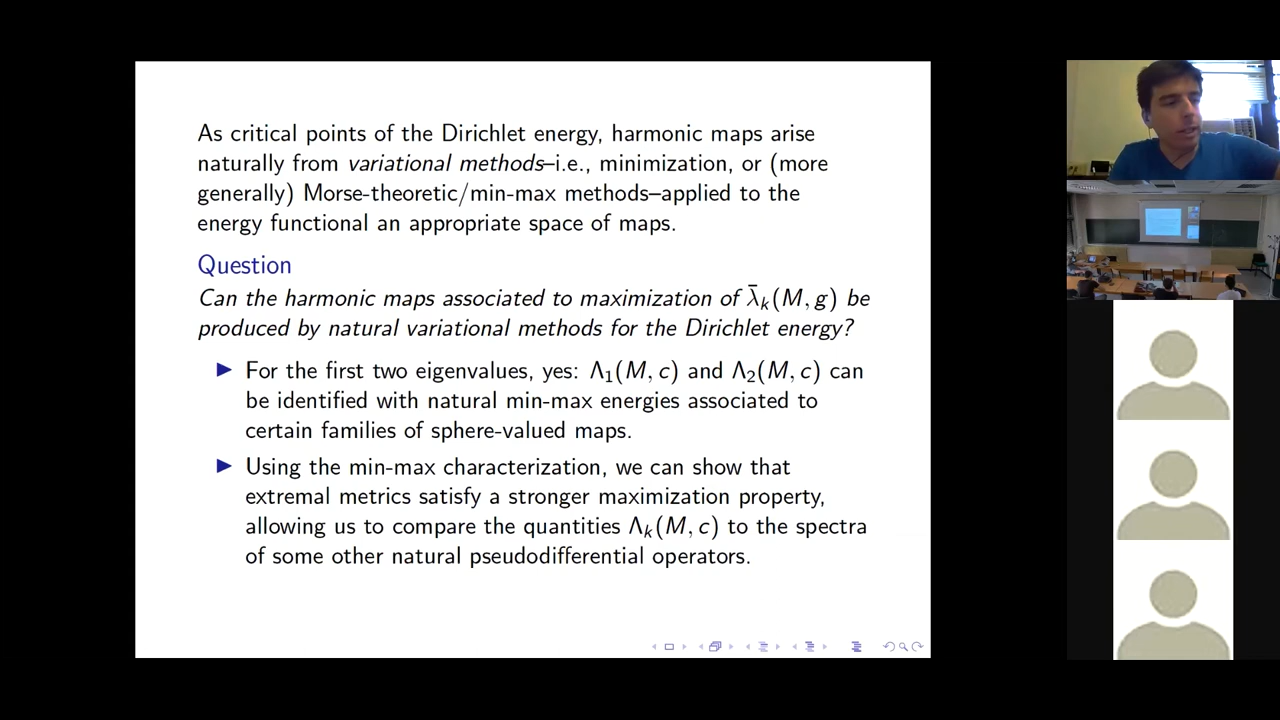 As critical points of the Dirichlet energy, harmonic maps arise
naturally from variational methods–i.e., minimization, or (more
generally) Morse-theoretic/min-max methods–applied to the
energy functional an appropriate space of maps.
Question
Can the harmonic maps associated to maximization of λ̄ₖ(M, g) be
produced by natural variational methods for the Dirichlet energy?
▶ For the first two eigenvalues, yes: Λ₁(M, c) and Λ₂(M, c) can
be identified with natural min-max energies associated to
certain families of sphere-valued maps.
▶ Using the min-max characterization, we can show that
extremal metrics satisfy a stronger maximization property,
allowing us to compare the quantities Λₖ(M, c) to the spectra
of some other natural pseudodifferential operators.